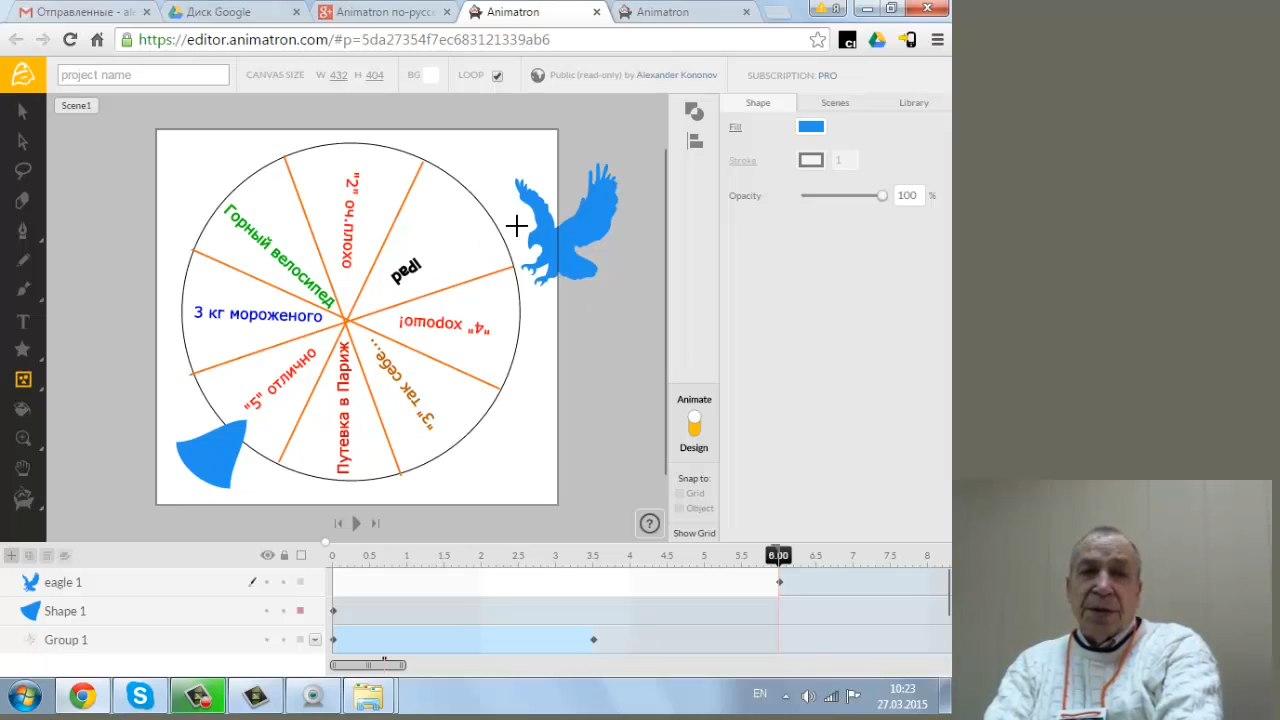 Отправленные - alr
Диск Google
Animatron по-русск
Animatron
Animatron
8
https://editor.animatron.com/#p=5da27354f7ec683121339ab6
project name
CANVAS SIZE W 432 H 404
BG
LOOP
Public (read-only) by Alexander Kononov
SUBSCRIPTION: PRO
Scene1
Shape
Scenes
Library
Fill
Stroke
1
Opacity
100 %
"2" оч.плохо
Горный велосипед
iPad
3 кг мороженого
"4" хорошо!
"5" отлично
Путевка в Париж
"3" так себе...
Animate
Design
Snap to:
Grid
Object
Show Grid
?
0 0.5 1 1.5 2 2.5 3 3.5 4 4.5 5 5.5 6.00 6.5 7 7.5 8
eagle 1
Shape 1
Group 1
EN
10:23
27.03.2015